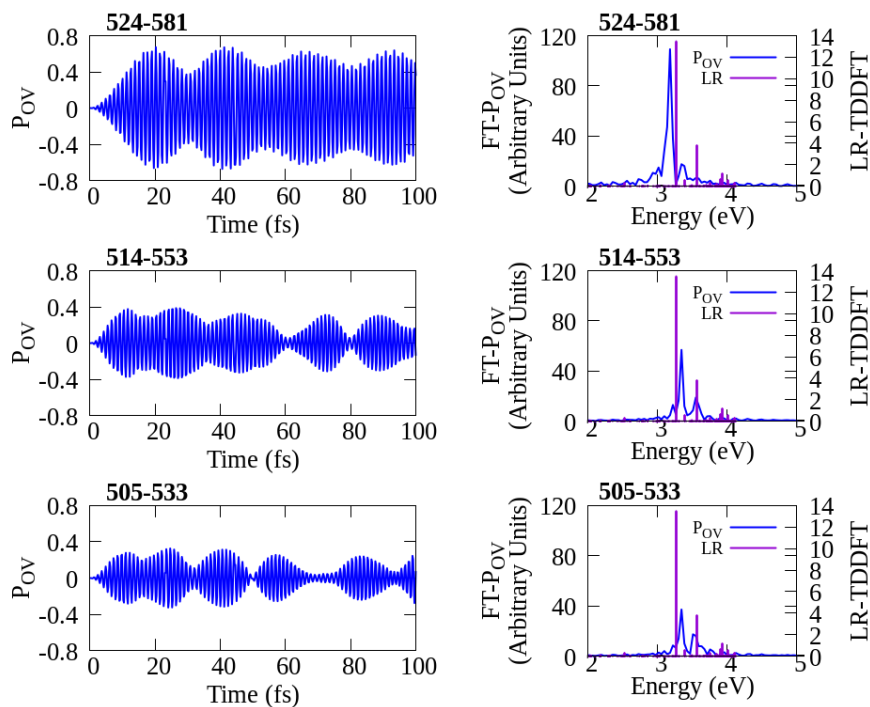 524-581
0.8
0.4
0
-0.4
-0.8
P_OV
0 20 40 60 80 100
Time (fs)
524-581
120
80
40
0
FT-P_OV
(Arbitrary Units)
P_OV
LR
14
12
10
8
6
4
2
0
LR-TDDFT
2 3 4 5
Energy (eV)
514-553
0.8
0.4
0
-0.4
-0.8
P_OV
0 20 40 60 80 100
Time (fs)
514-553
120
80
40
0
FT-P_OV
(Arbitrary Units)
P_OV
LR
14
12
10
8
6
4
2
0
LR-TDDFT
2 3 4 5
Energy (eV)
505-533
0.8
0.4
0
-0.4
-0.8
P_OV
0 20 40 60 80 100
Time (fs)
505-533
120
80
40
0
FT-P_OV
(Arbitrary Units)
P_OV
LR
14
12
10
8
6
4
2
0
LR-TDDFT
2 3 4 5
Energy (eV)